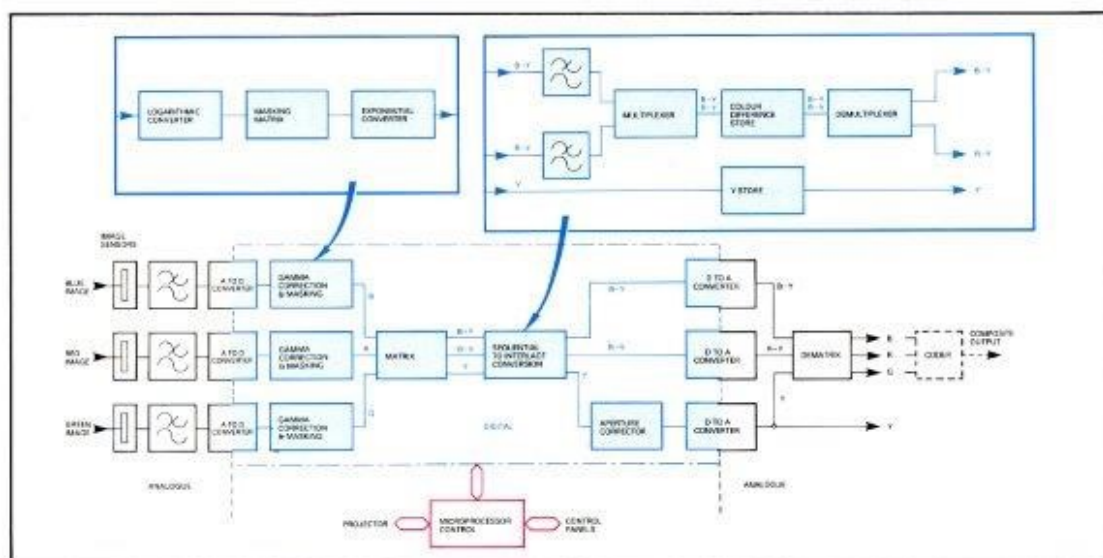 LOGARITHMIC
CONVERTER
MASKING
MATRIX
EXPONENTIAL
CONVERTER
B-Y
R-Y
Y
MULTIPLEXER
B-Y
R-Y
COLOUR
DIFFERENCE
STORE
B-Y
R-Y
DEMULTIPLEXER
B-Y
R-Y
Y STORE
Y
IMAGE
SENSORS
BLUE
IMAGE
A TO D
CONVERTER
GAMMA
CORRECTION
& MASKING
B
RED
IMAGE
A TO D
CONVERTER
GAMMA
CORRECTION
& MASKING
R
GREEN
IMAGE
A TO D
CONVERTER
GAMMA
CORRECTION
& MASKING
G
MATRIX
B-Y
R-Y
Y
SEQUENTIAL
TO INTERLACE
CONVERSION
B-Y
R-Y
Y
DIGITAL
APERTURE
CORRECTOR
D TO A
CONVERTER
D TO A
CONVERTER
D TO A
CONVERTER
B-Y
R-Y
Y
DEMATRIX
B
R
G
CODER
COMPOSITE
OUTPUT
Y
ANALOGUE
ANALOGUE
PROJECTOR
MICROPROCESSOR
CONTROL
CONTROL
PANELS